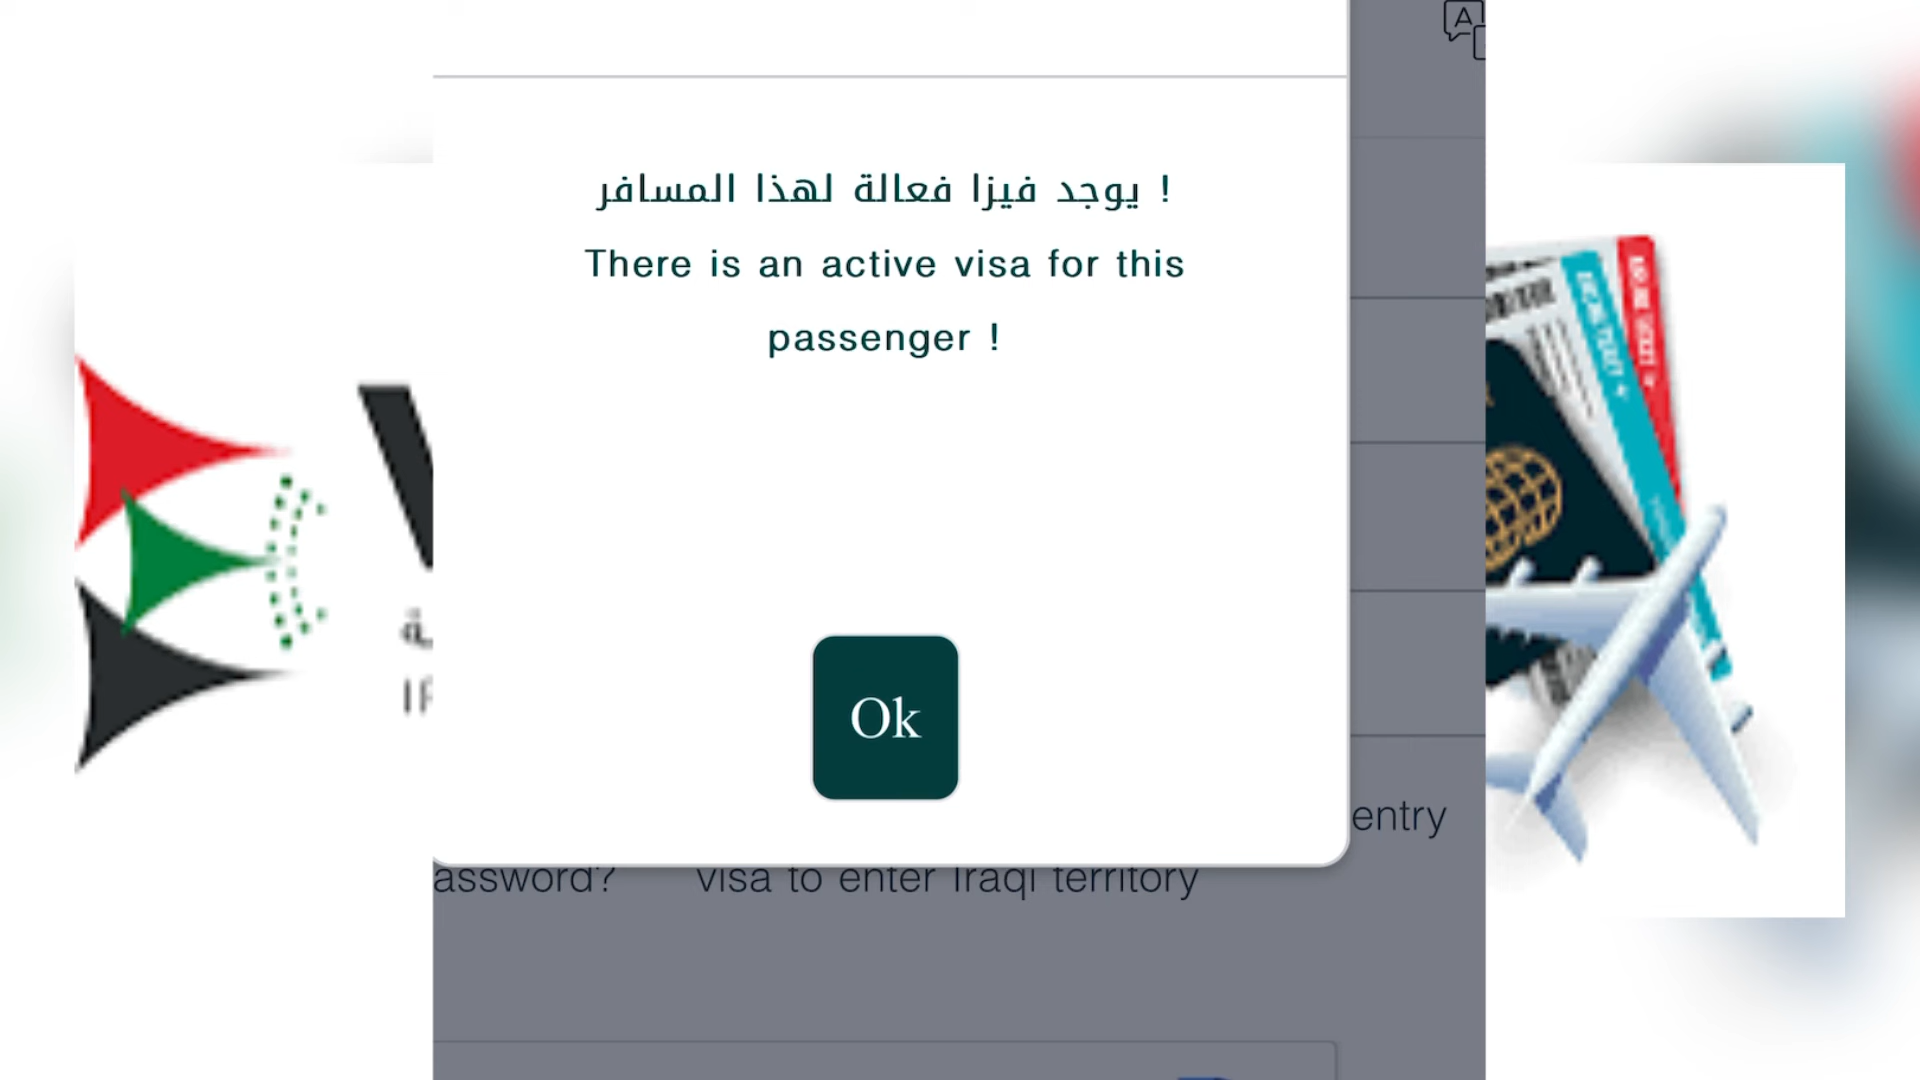 ! يوجد فيزا فعالة لهذا المسافر
There is an active visa for this
passenger !
Ok
entry
assword? visa to enter Iraqi territory
A